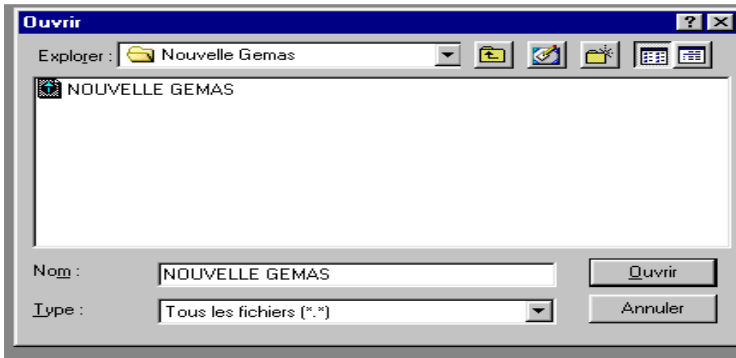 Ouvrir
Explorer : Nouvelle Gemas
NOUVELLE GEMAS
Nom : NOUVELLE GEMAS Ouvrir
Type : Tous les fichiers (*.*) Annuler